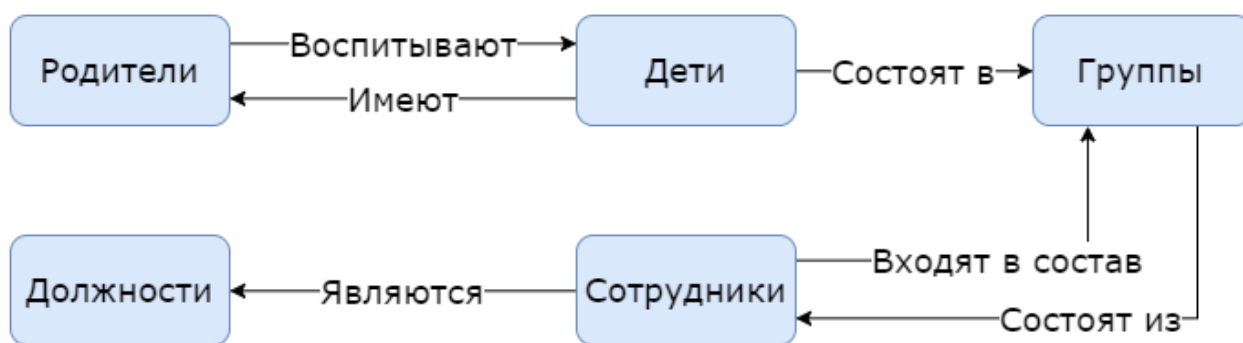 Родители
Воспитывают
Имеют
Дети
Состоят в
Группы
Должности
Являются
Сотрудники
Входят в состав
Состоят из